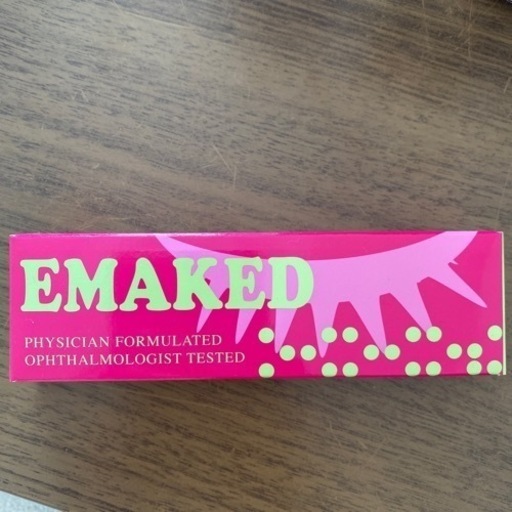 EMAKED
PHYSICIAN FORMULATED
OPHTHALMOLOGIST TESTED